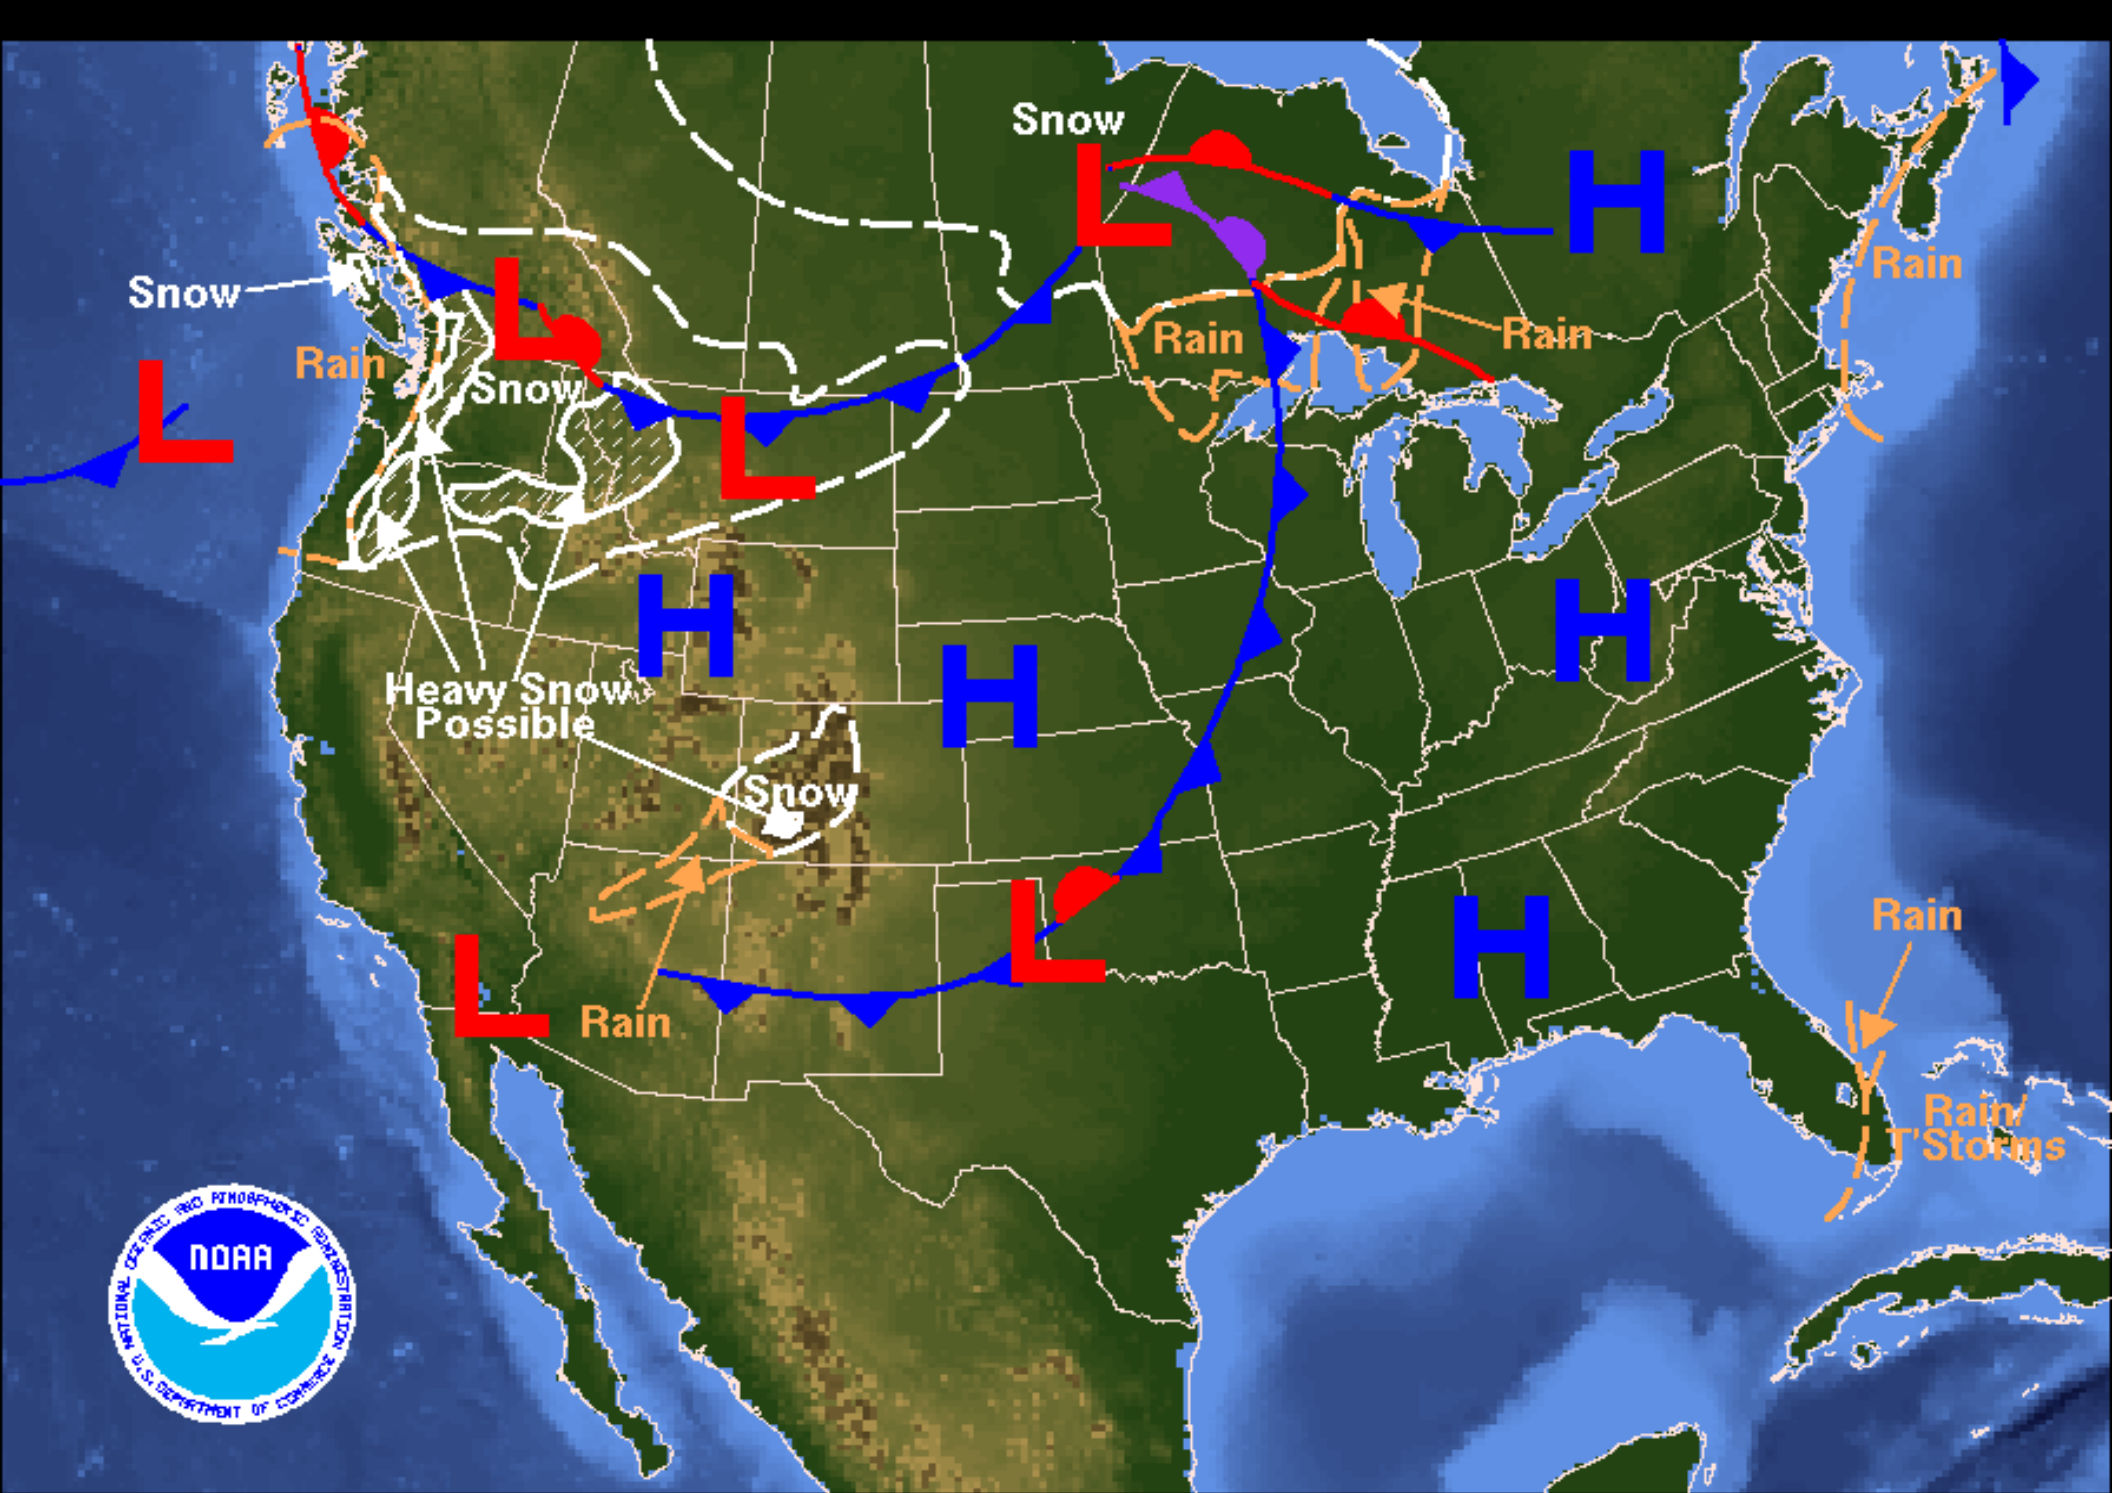 Snow
H
L
Snow
Rain
L
Rain
Rain
Rain
L
Snow
L
H
H
H
Heavy Snow
Possible
Snow
L
H
Rain
L
Rain
Rain/
T'Storms
NOAA
NATIONAL OCEANIC AND ATMOSPHERIC ADMINISTRATION
U.S. DEPARTMENT OF COMMERCE